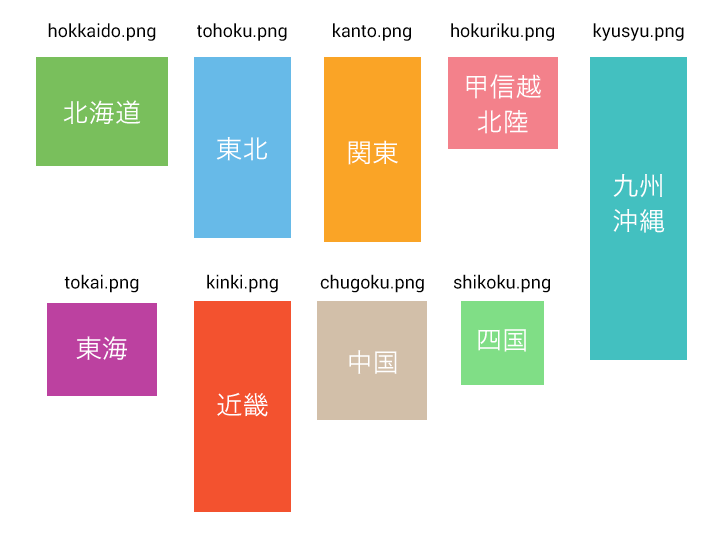 hokkaido.png
tohoku.png
kanto.png
hokuriku.png
kyusyu.png
北海道
東北
関東
甲信越
北陸
九州
沖縄
tokai.png
kinki.png
chugoku.png
shikoku.png
東海
近畿
中国
四国